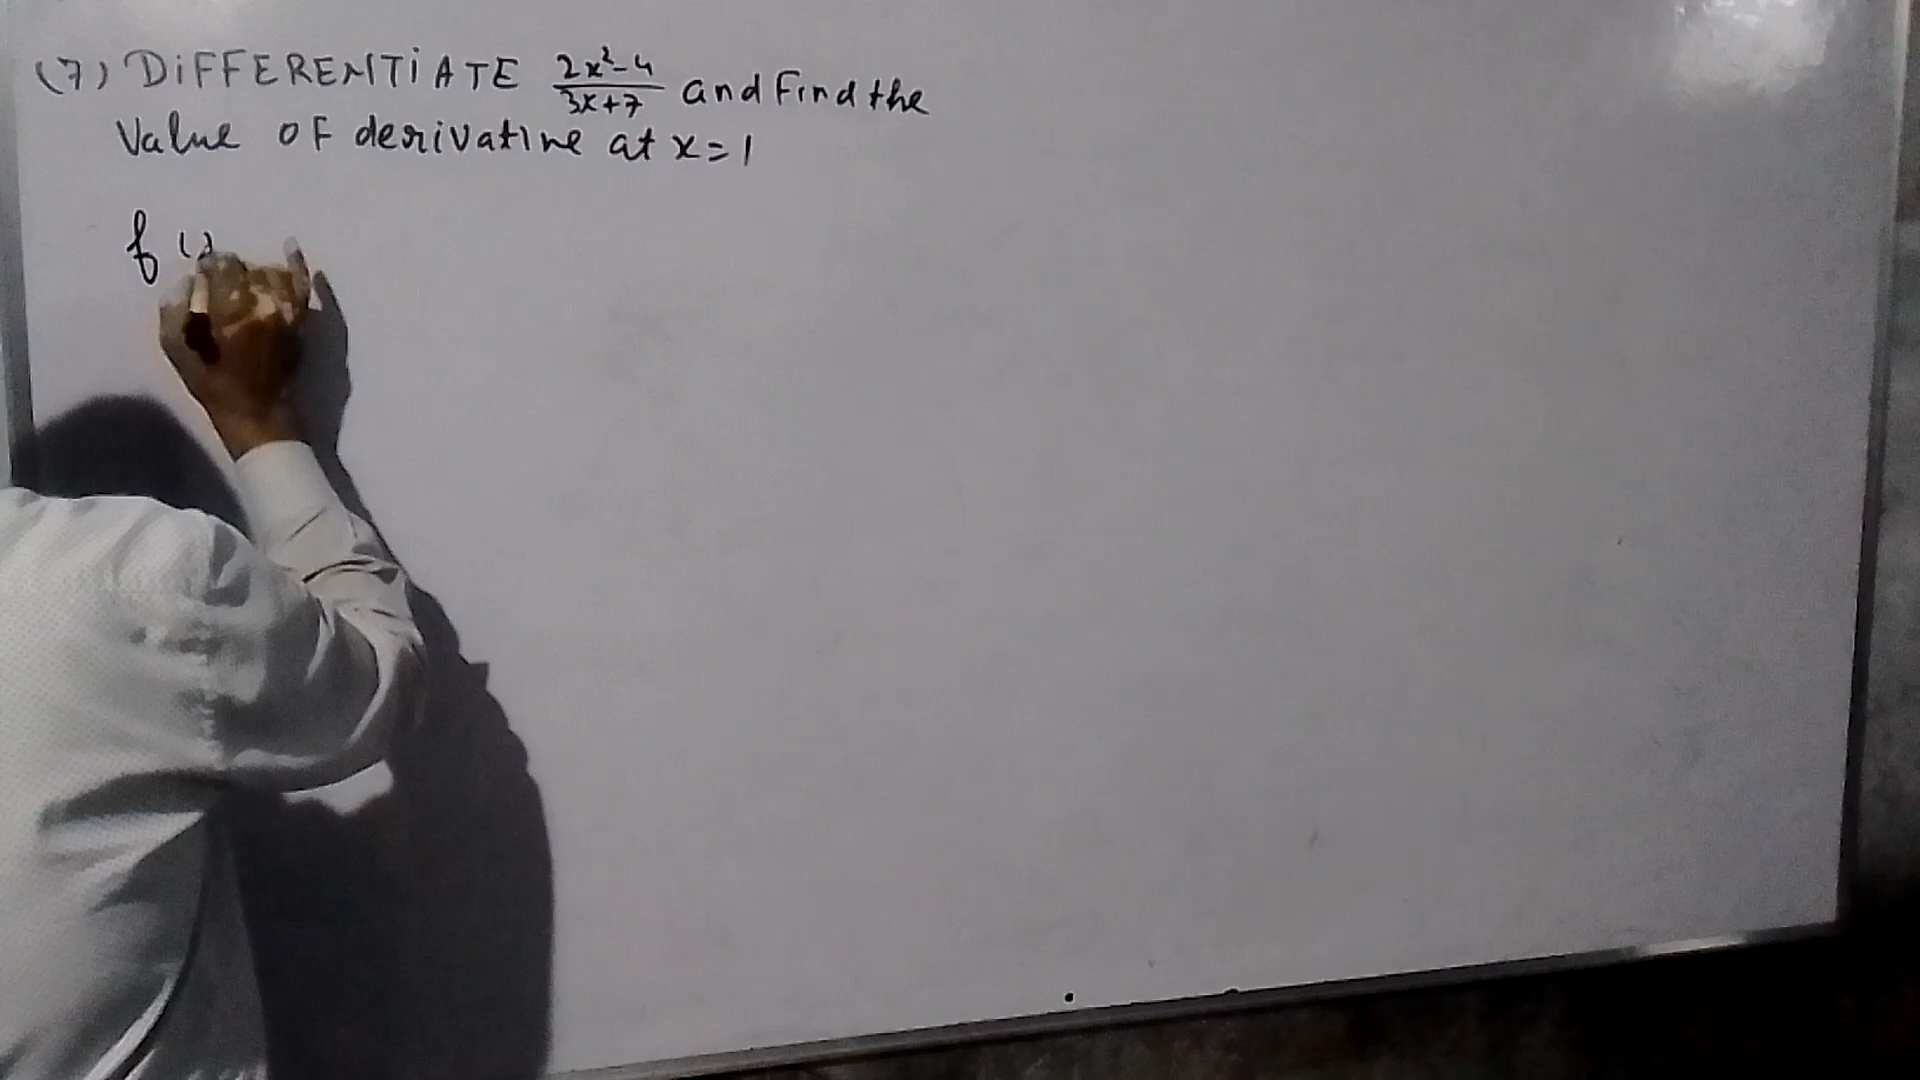 (7) DIFFERENTIATE 2x²-4/3x+7 and Find the
Value OF derivative at x=1
f(